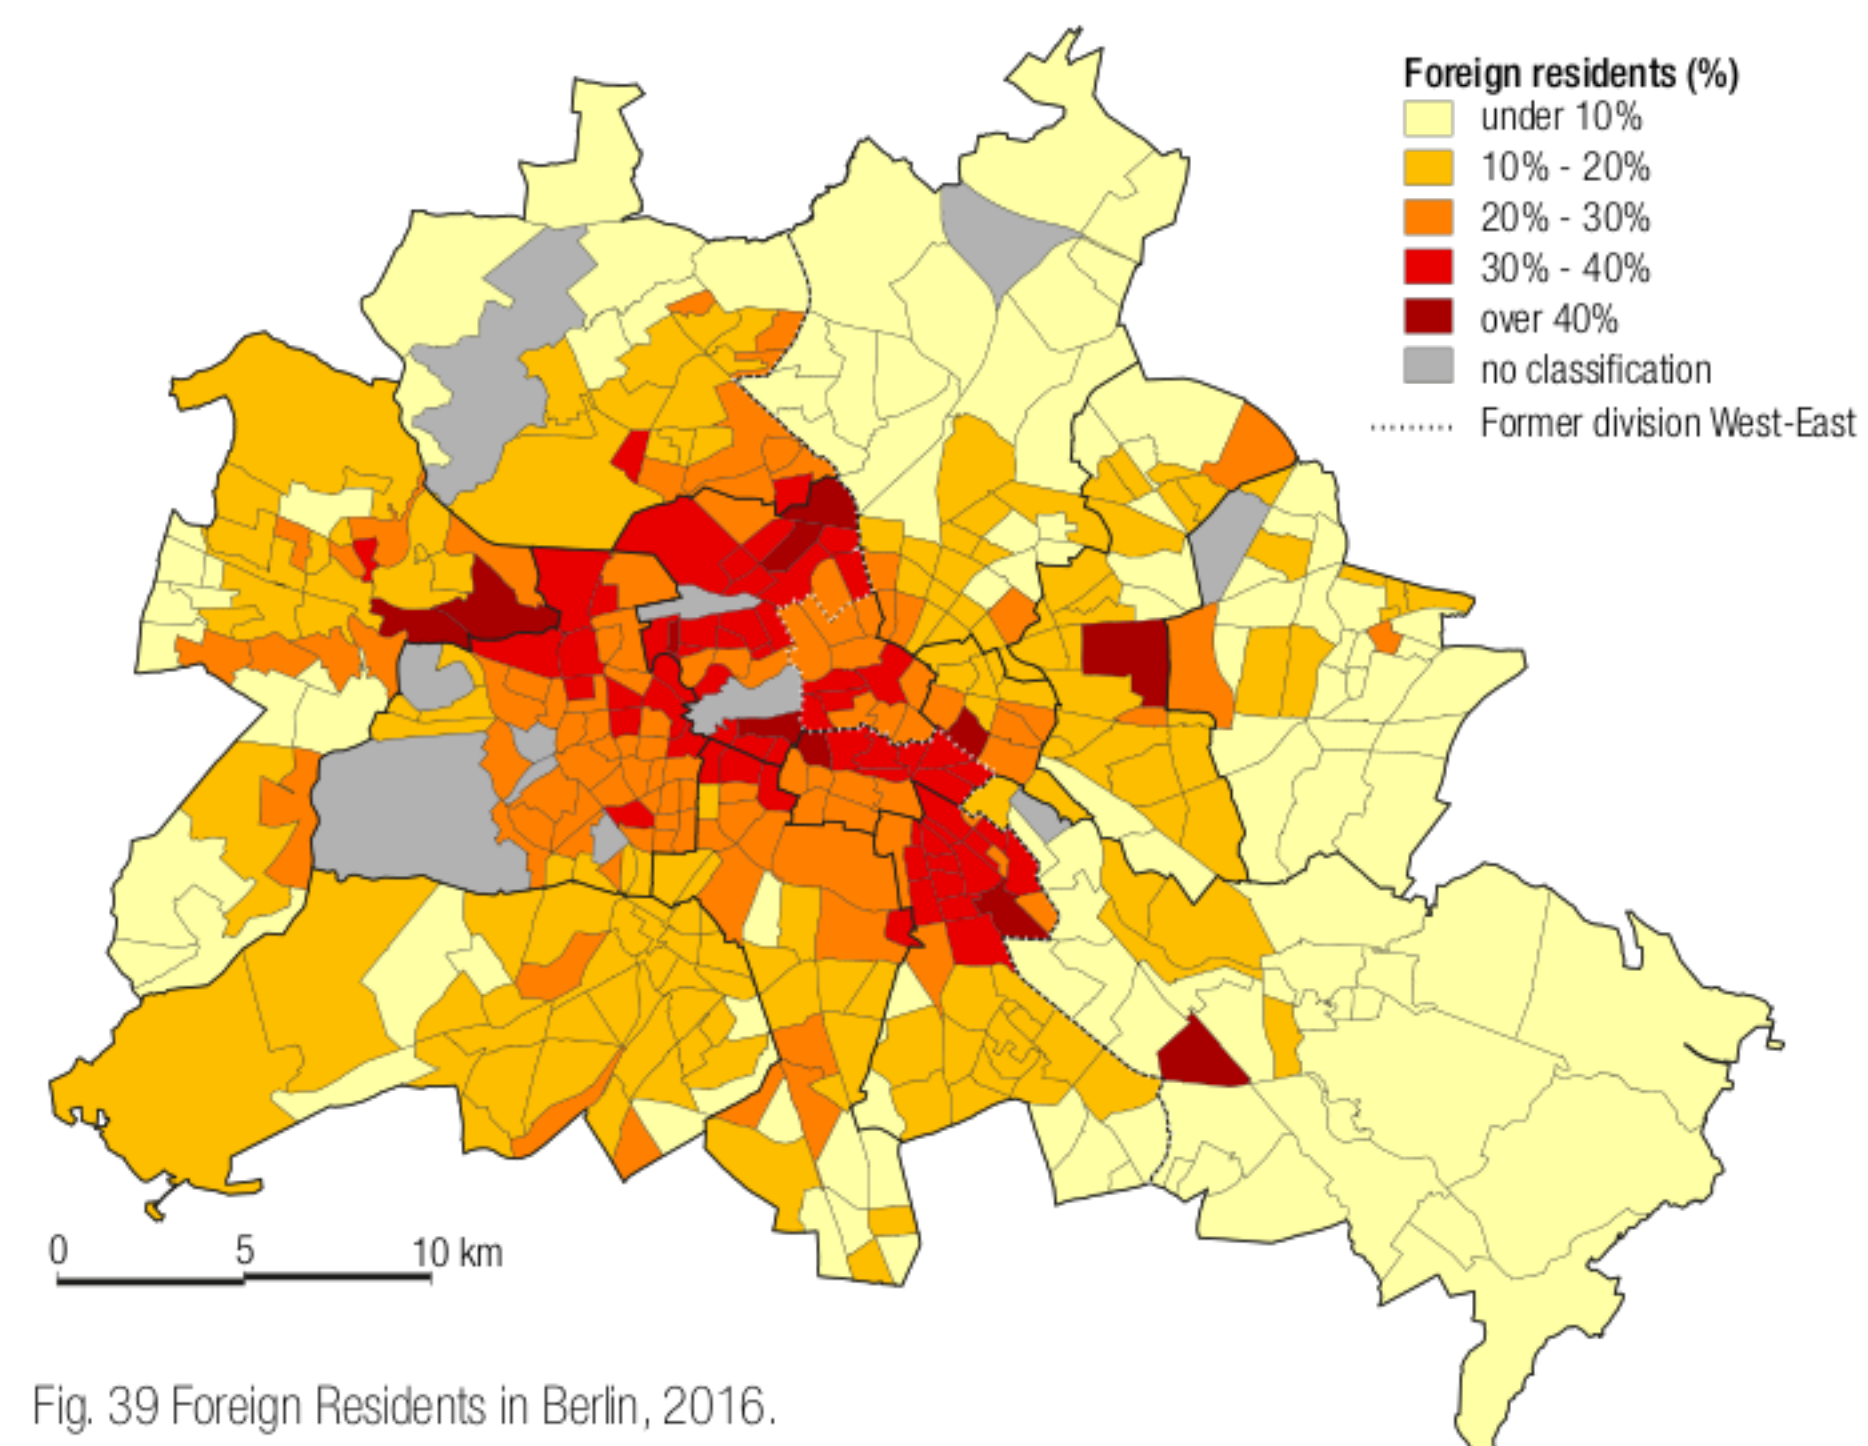 Foreign residents (%)
under 10%
10% - 20%
20% - 30%
30% - 40%
over 40%
no classification
Former division West-East
0 5 10 km
Fig. 39 Foreign Residents in Berlin, 2016.